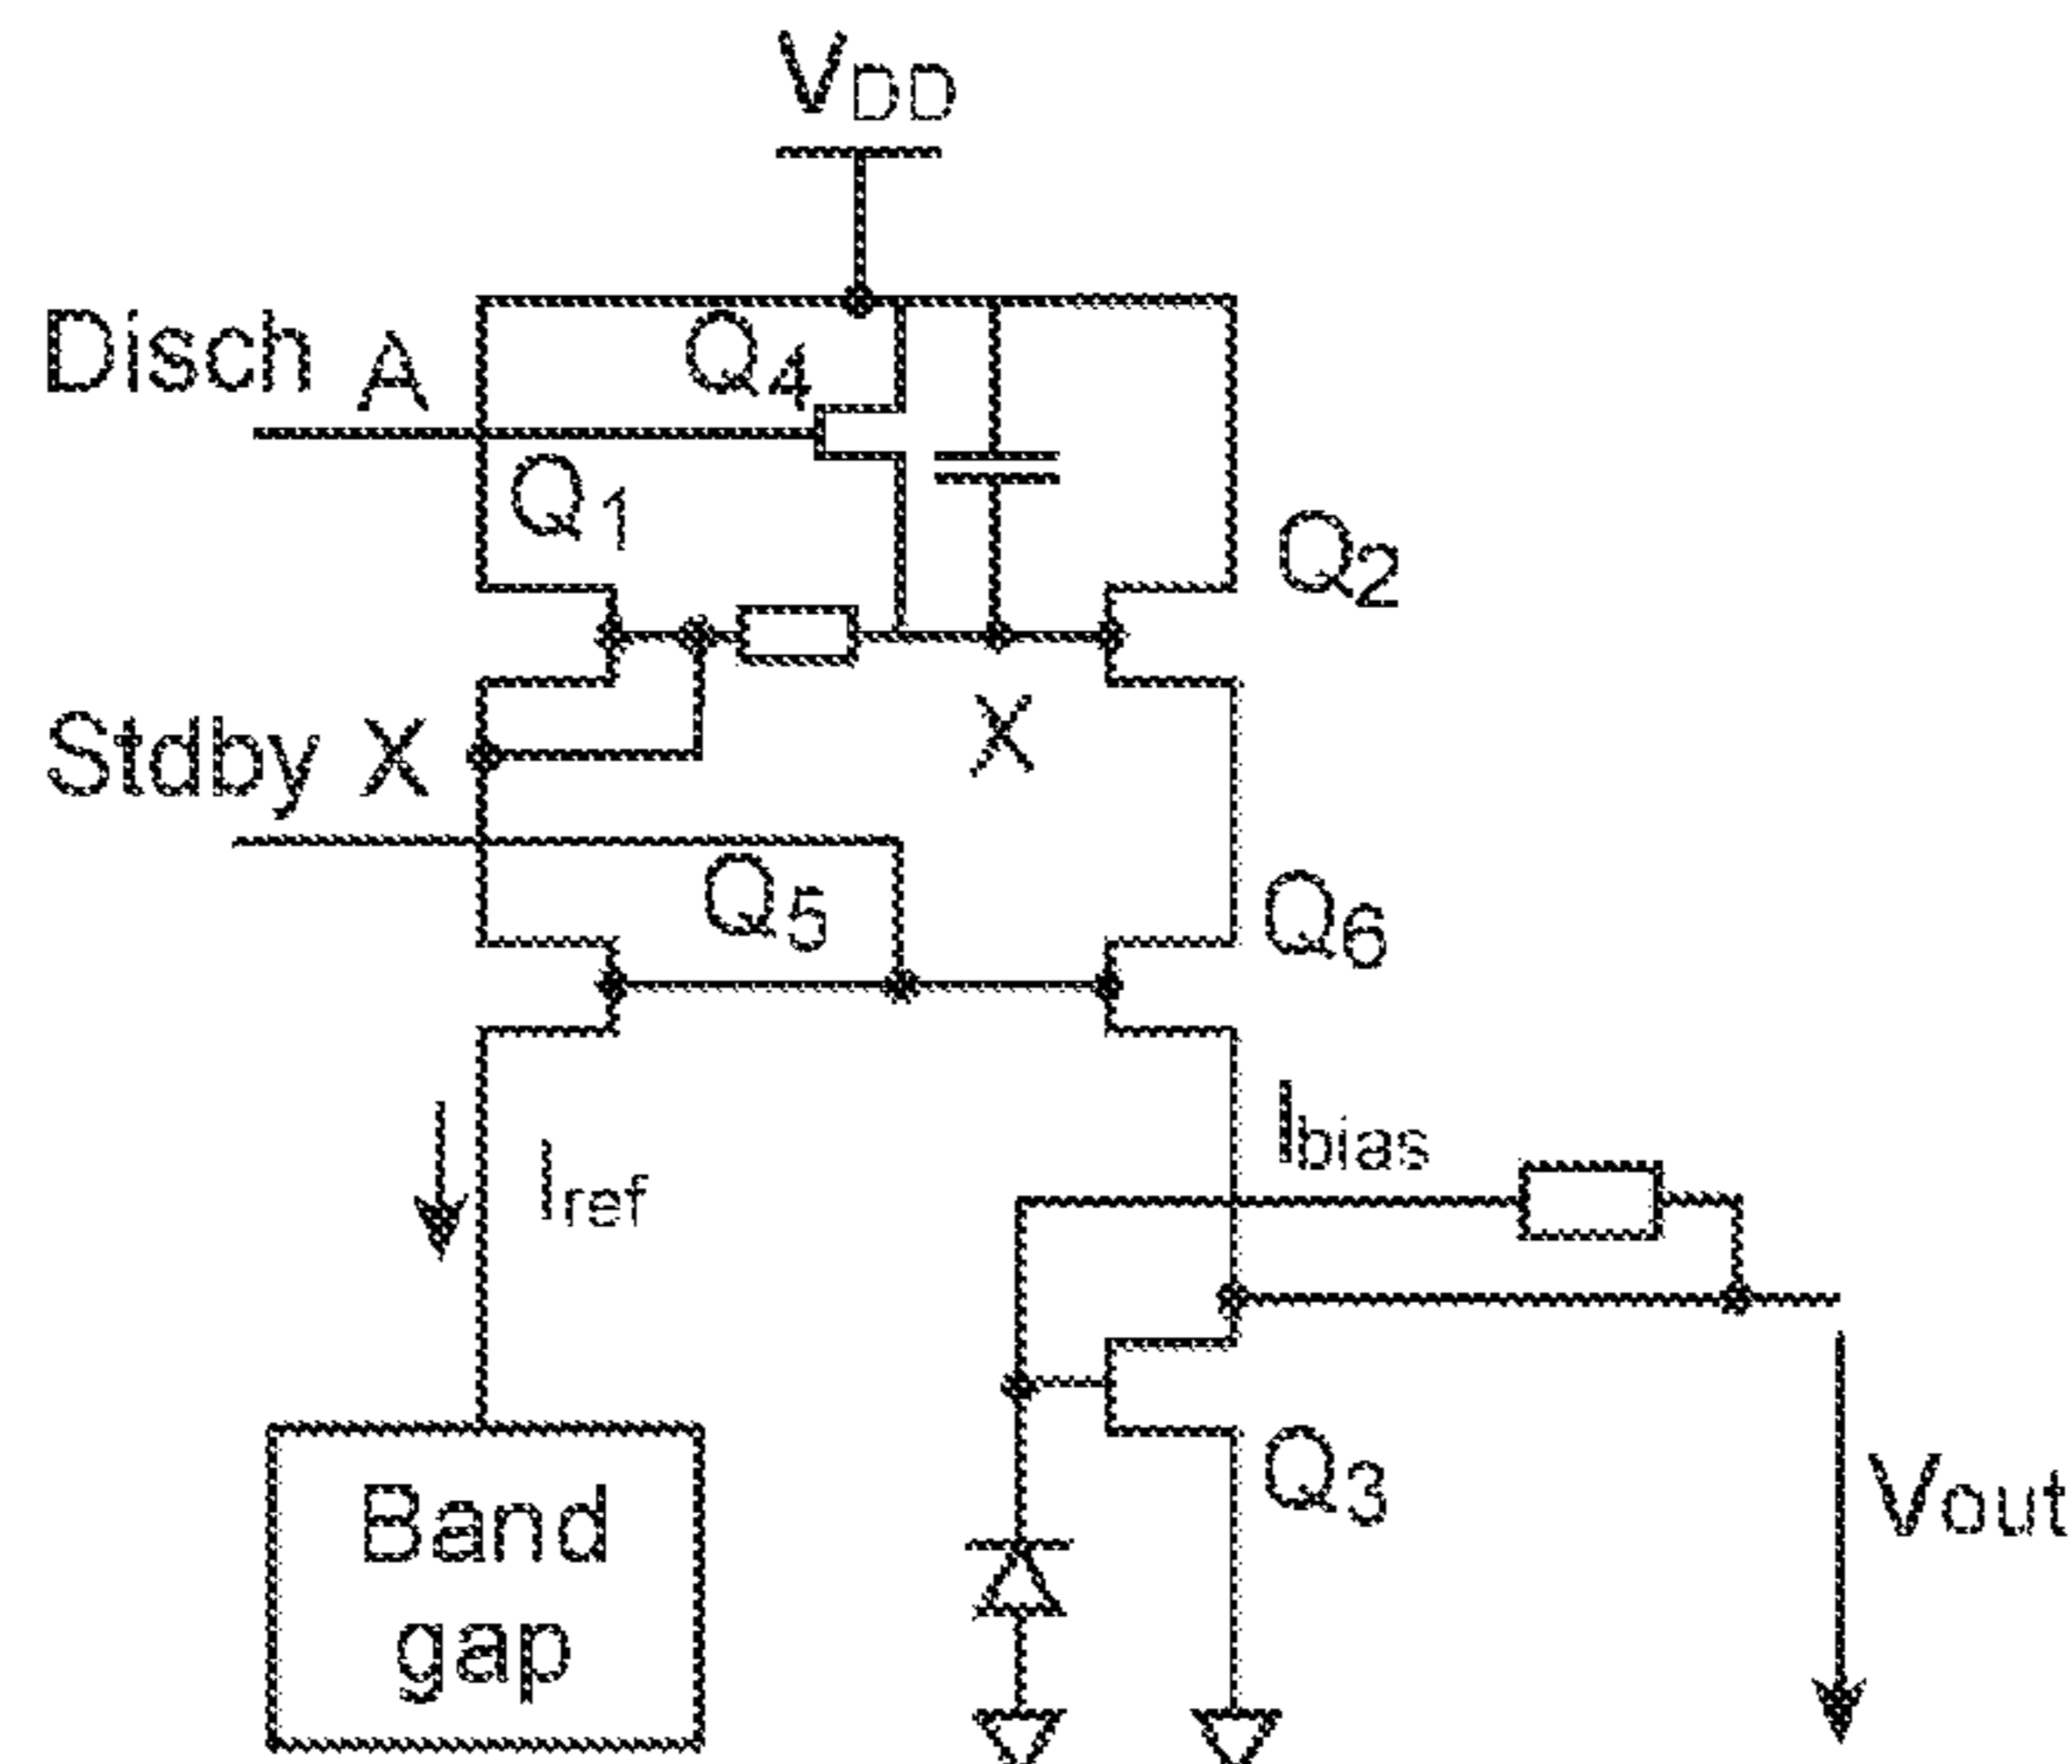 VDD
Disch A
Q4
Q1
Q2
Stdby X
X
Q5
Q6
Iref
Ibias
Band
gap
Q3
Vout